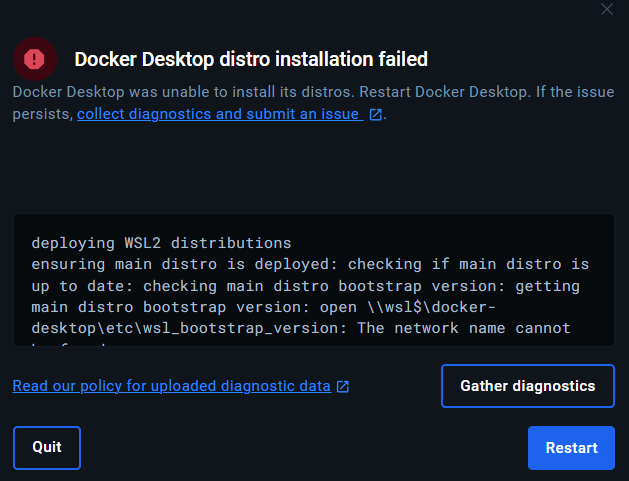 Docker Desktop distro installation failed
Docker Desktop was unable to install its distros. Restart Docker Desktop. If the issue
persists, collect diagnostics and submit an issue.
deploying WSL2 distributions
ensuring main distro is deployed: checking if main distro is
up to date: checking main distro bootstrap version: getting
main distro bootstrap version: open \\wsl$\docker-
desktop\etc\wsl_bootstrap_version: The network name cannot
Read our policy for uploaded diagnostic data
Gather diagnostics
Quit
Restart